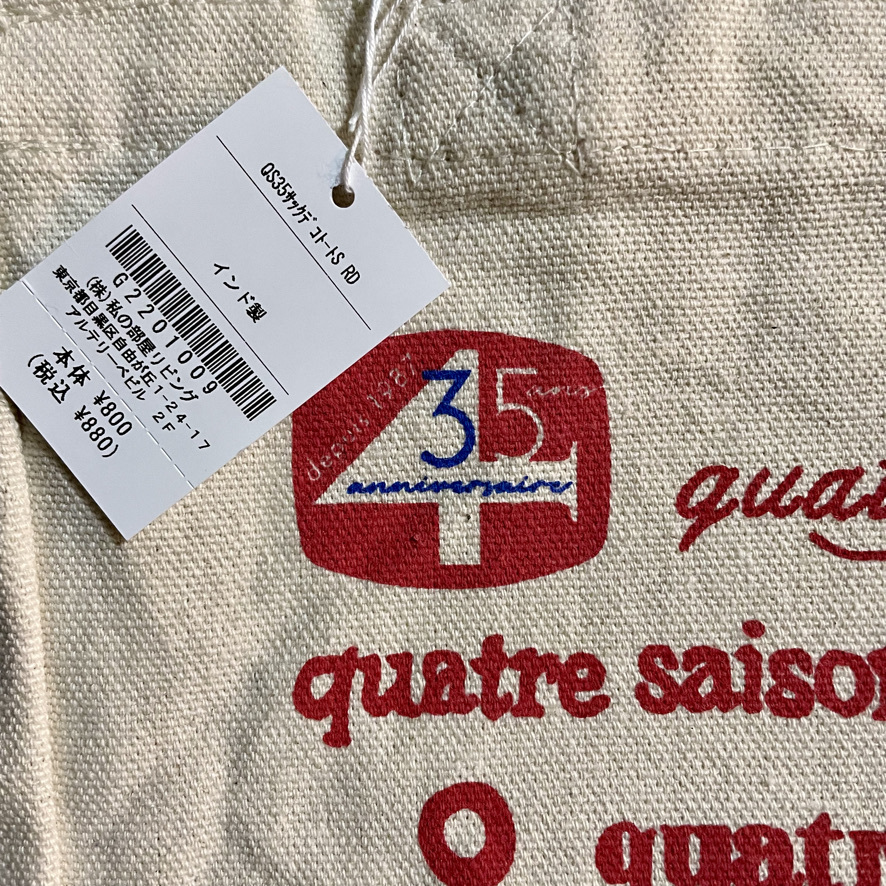 QS35ｻｯｸﾃﾞｺﾄｰﾄS RD
インド製
G2201009
(株)私の部屋リビング
東京都目黒区自由が丘1-24-17
アルテリーベビル 2F
本体 ¥800
(税込 ¥880)
depuis 1987
35 ans
anniversaire
4
quatre saison
quatr